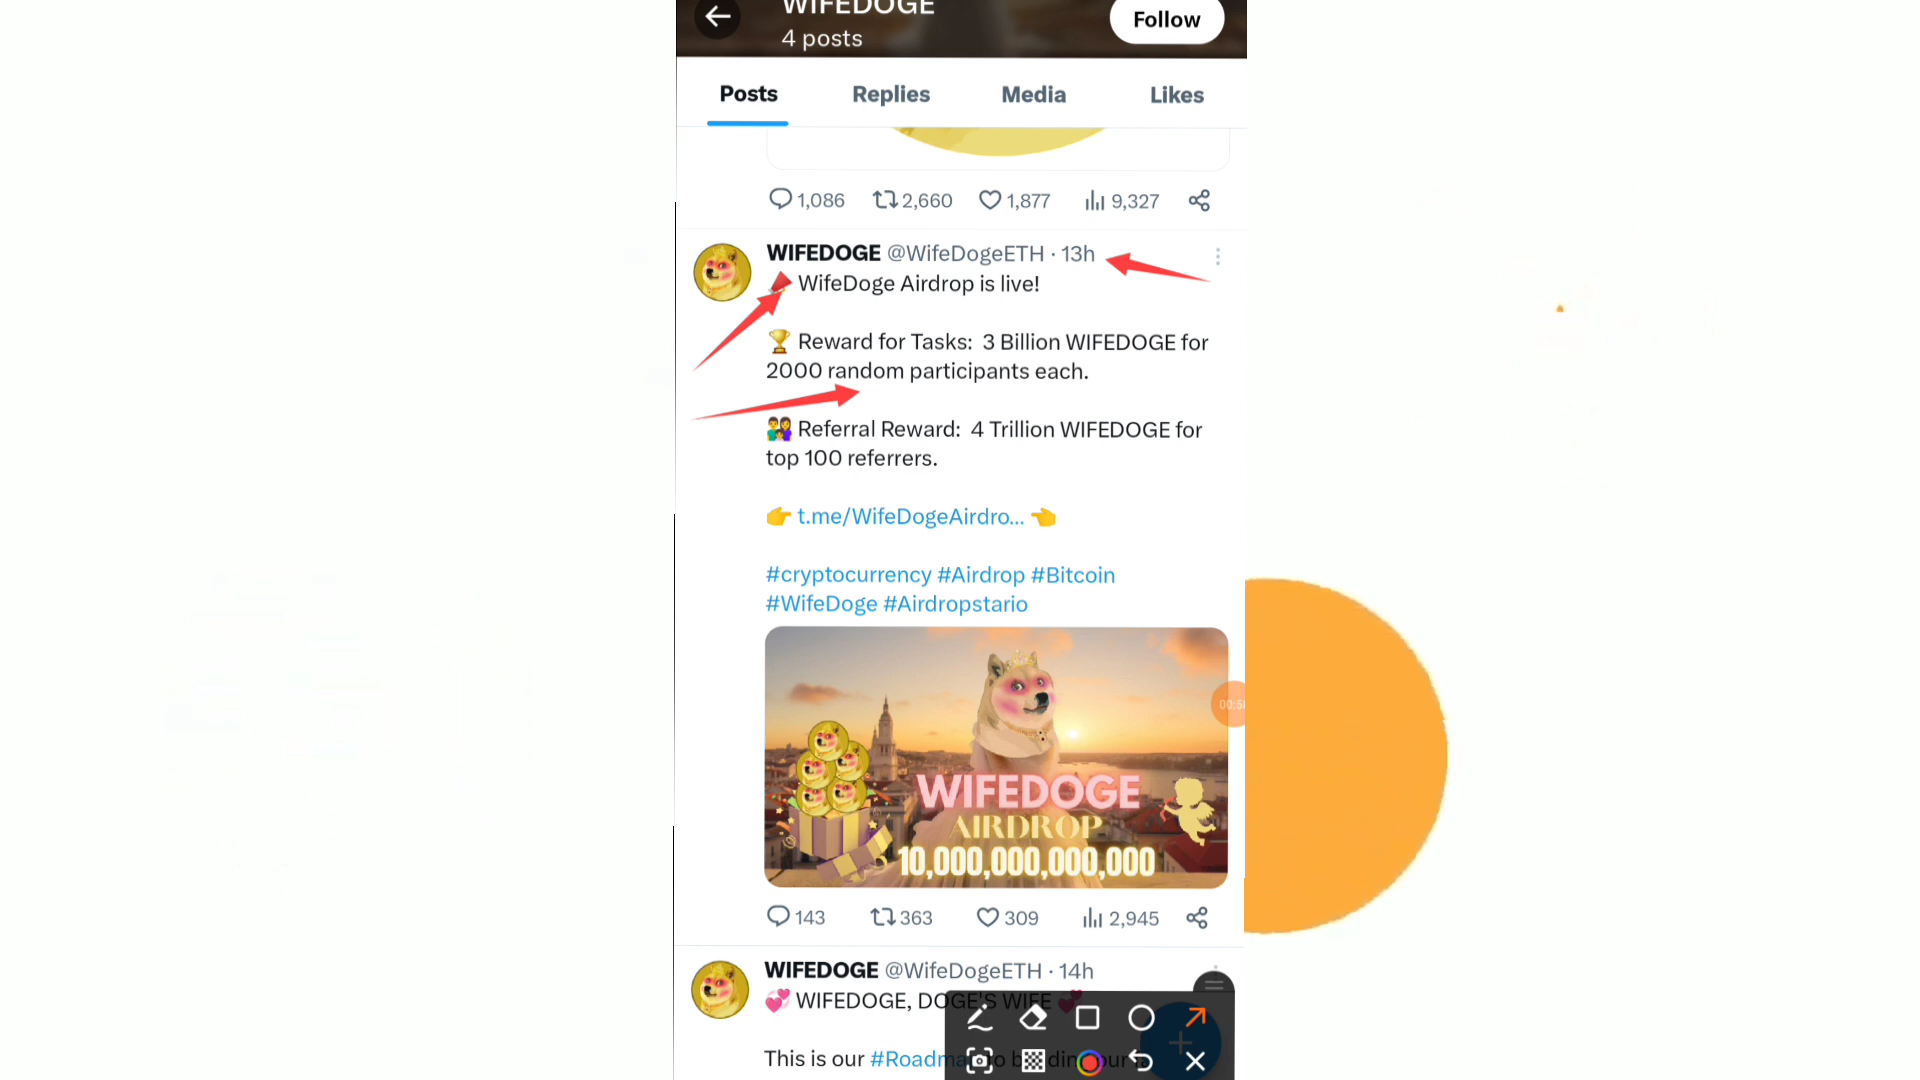 WIFEDOGE
4 posts
Follow
Posts
Replies
Media
Likes
1,086
2,660
1,877
9,327
WIFEDOGE @WifeDogeETH · 13h
📣 WifeDoge Airdrop is live!
🏆 Reward for Tasks: 3 Billion WIFEDOGE for
2000 random participants each.
👨‍👩‍👧 Referral Reward: 4 Trillion WIFEDOGE for
top 100 referrers.
👉 t.me/WifeDogeAirdro... 👈
#cryptocurrency #Airdrop #Bitcoin
#WifeDoge #Airdropstario
WIFEDOGE
AIRDROP
10,000,000,000,000
143
363
309
2,945
WIFEDOGE @WifeDogeETH · 14h
💞 WIFEDOGE, DOGE'S WIFE 💞
This is our #Roadma